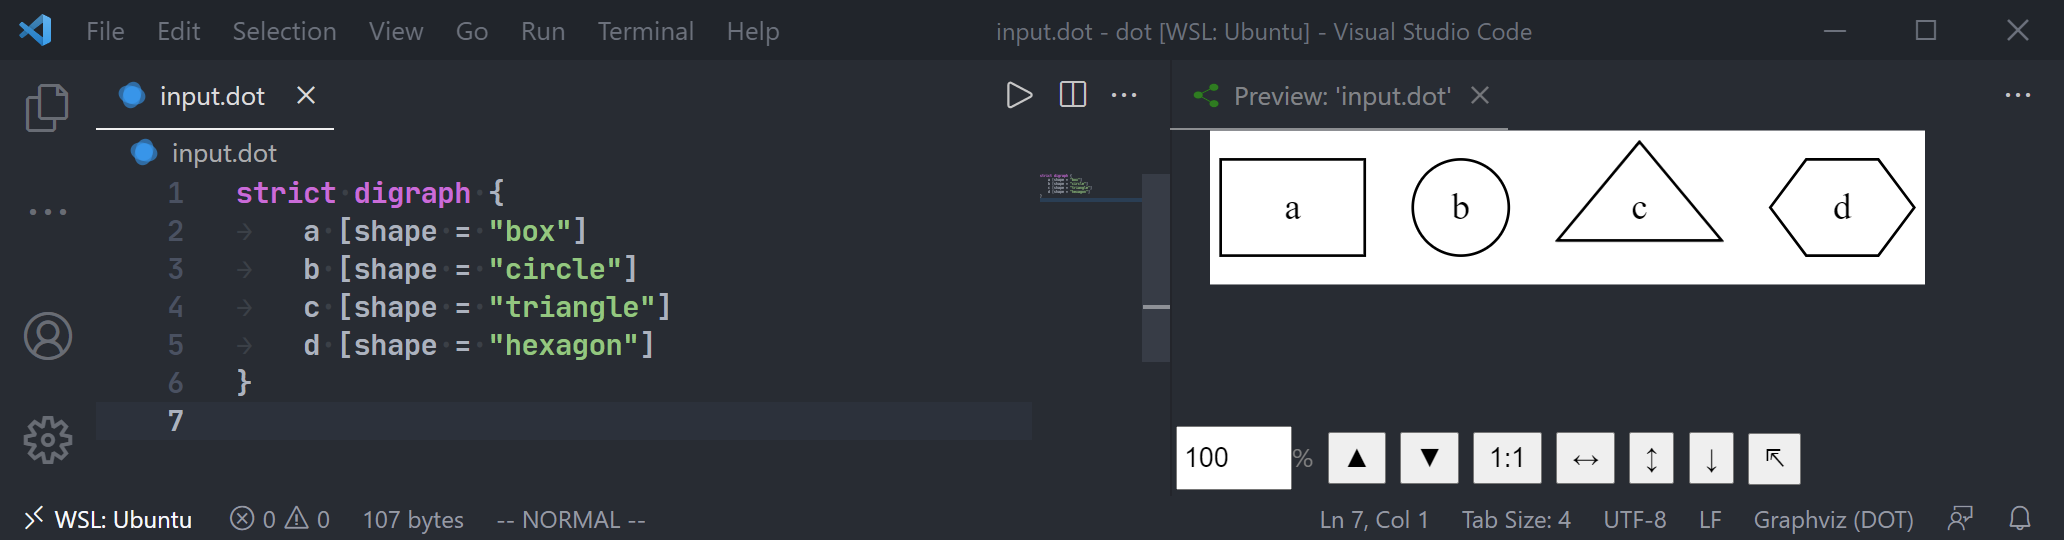 File Edit Selection View Go Run Terminal Help input.dot - dot [WSL: Ubuntu] - Visual Studio Code
input.dot
Preview: 'input.dot'
input.dot
1 strict digraph {
2 a [shape = "box"]
3 b [shape = "circle"]
4 c [shape = "triangle"]
5 d [shape = "hexagon"]
6 }
7
a b c d
100 % 1:1
WSL: Ubuntu 0 0 107 bytes -- NORMAL -- Ln 7, Col 1 Tab Size: 4 UTF-8 LF Graphviz (DOT)